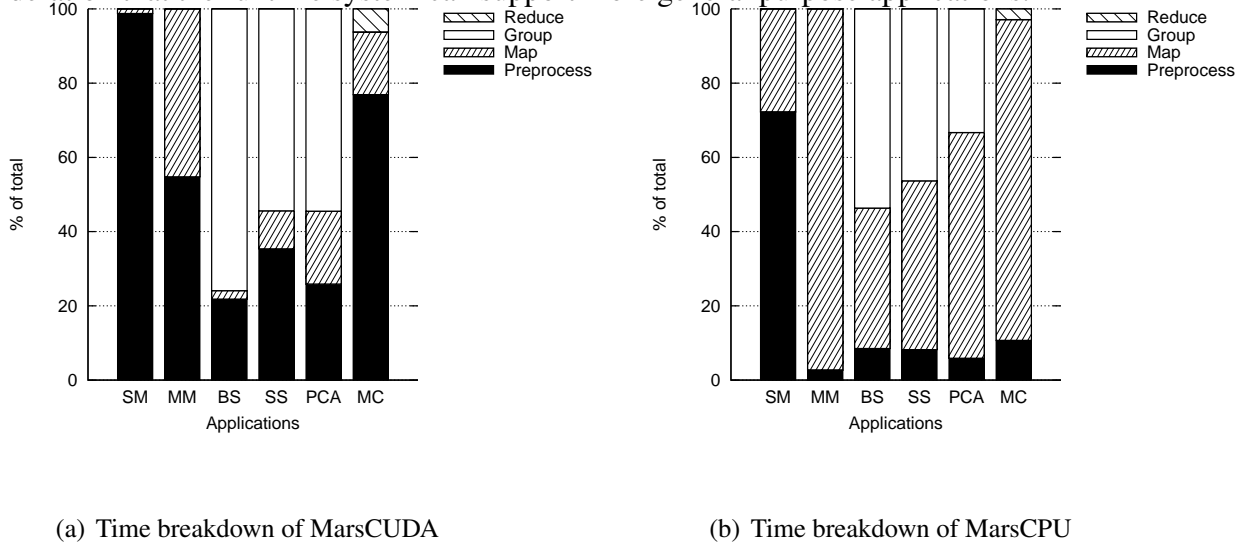 100
80
60
40
20
0
% of total
SM MM BS SS PCA MC
Applications
Reduce
Group
Map
Preprocess
(a) Time breakdown of MarsCUDA
100
80
60
40
20
0
% of total
SM MM BS SS PCA MC
Applications
Reduce
Group
Map
Preprocess
(b) Time breakdown of MarsCPU